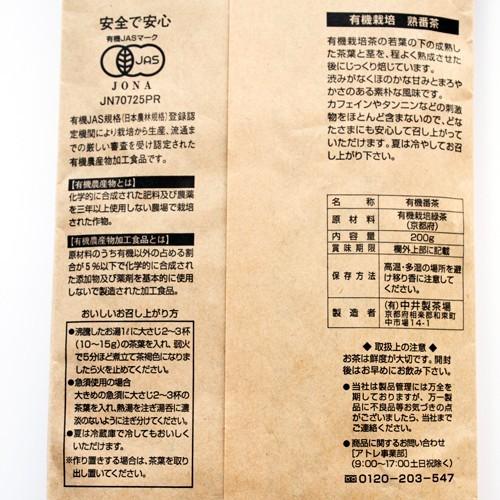 安全で安心
有機JASマーク
JAS
JONA
JN70725PR
有機JAS規格(日本農林規格)登録認
定機関により栽培から生産、流通ま
での厳しい審査を受け認定された
有機農産物加工食品です。
【有機農産物とは】
化学的に合成された肥料及び農薬
を三年以上使用しない農場で栽培
された作物。
【有機農産物加工食品とは】
原材料のうち有機以外の占める割
合が5%以下で化学的に合成され
た添加物及び薬剤を基本的に使用
しないで製造された加工食品。
おいしいお召し上がり方
●沸騰したお湯1ℓに大さじ2〜3杯
(10〜15g)の茶葉を入れ、弱火
で5分ほど煮立て茶褐色になりま
したら火を止めてください。
●急須使用の場合
大きめの急須に大さじ2〜3杯の
茶葉を入れ、熱湯を注ぎ湯呑に濃
淡のないように注ぎ分けてください。
●夏は冷蔵庫で冷してもおいしく
いただけます。
※作り置きする場合は、茶葉を取り
出し置いてください。
有機栽培 熟番茶
有機栽培茶の若葉の下の成熟し
た茶葉と茎を、程よく熟成させた
後にじっくり焙じています。
渋みがなくほのかな甘みとまろや
かさのある素朴な風味です。
カフェインやタンニンなどの刺激
物をほとんど含まないので、どな
たさまにも安心して召し上がって
いただけます。夏は冷やしてお召
し上がり下さい。
名称 有機番茶
原材料 有機栽培緑茶
(京都府)
内容量 200g
賞味期限 欄外上部に記載
保存方法 高温・多湿の場所を避
け移り香に注意してく
ださい。
製造者 (有)中井製茶場
京都府相楽郡和束町
中市場14-1
◆ 取扱上の注意 ◆
お茶は鮮度が大切です。開封
後はお早めにお飲み下さい。
●当社は製品管理には万全を
期しておりますが、万一製品
に不良品等お気づきの点
がございましたら、当社まで
ご連絡ください。
●商品に関するお問い合わせ
[アトレ事業部]
(9:00〜17:00土日祝除く)
0120-203-547